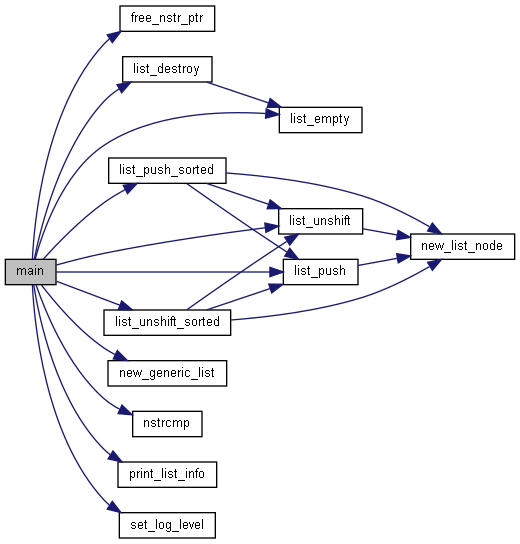 free_nstr_ptr
list_destroy
list_empty
list_push_sorted
list_unshift
new_list_node
main
list_push
list_unshift_sorted
new_generic_list
nstrcmp
print_list_info
set_log_level